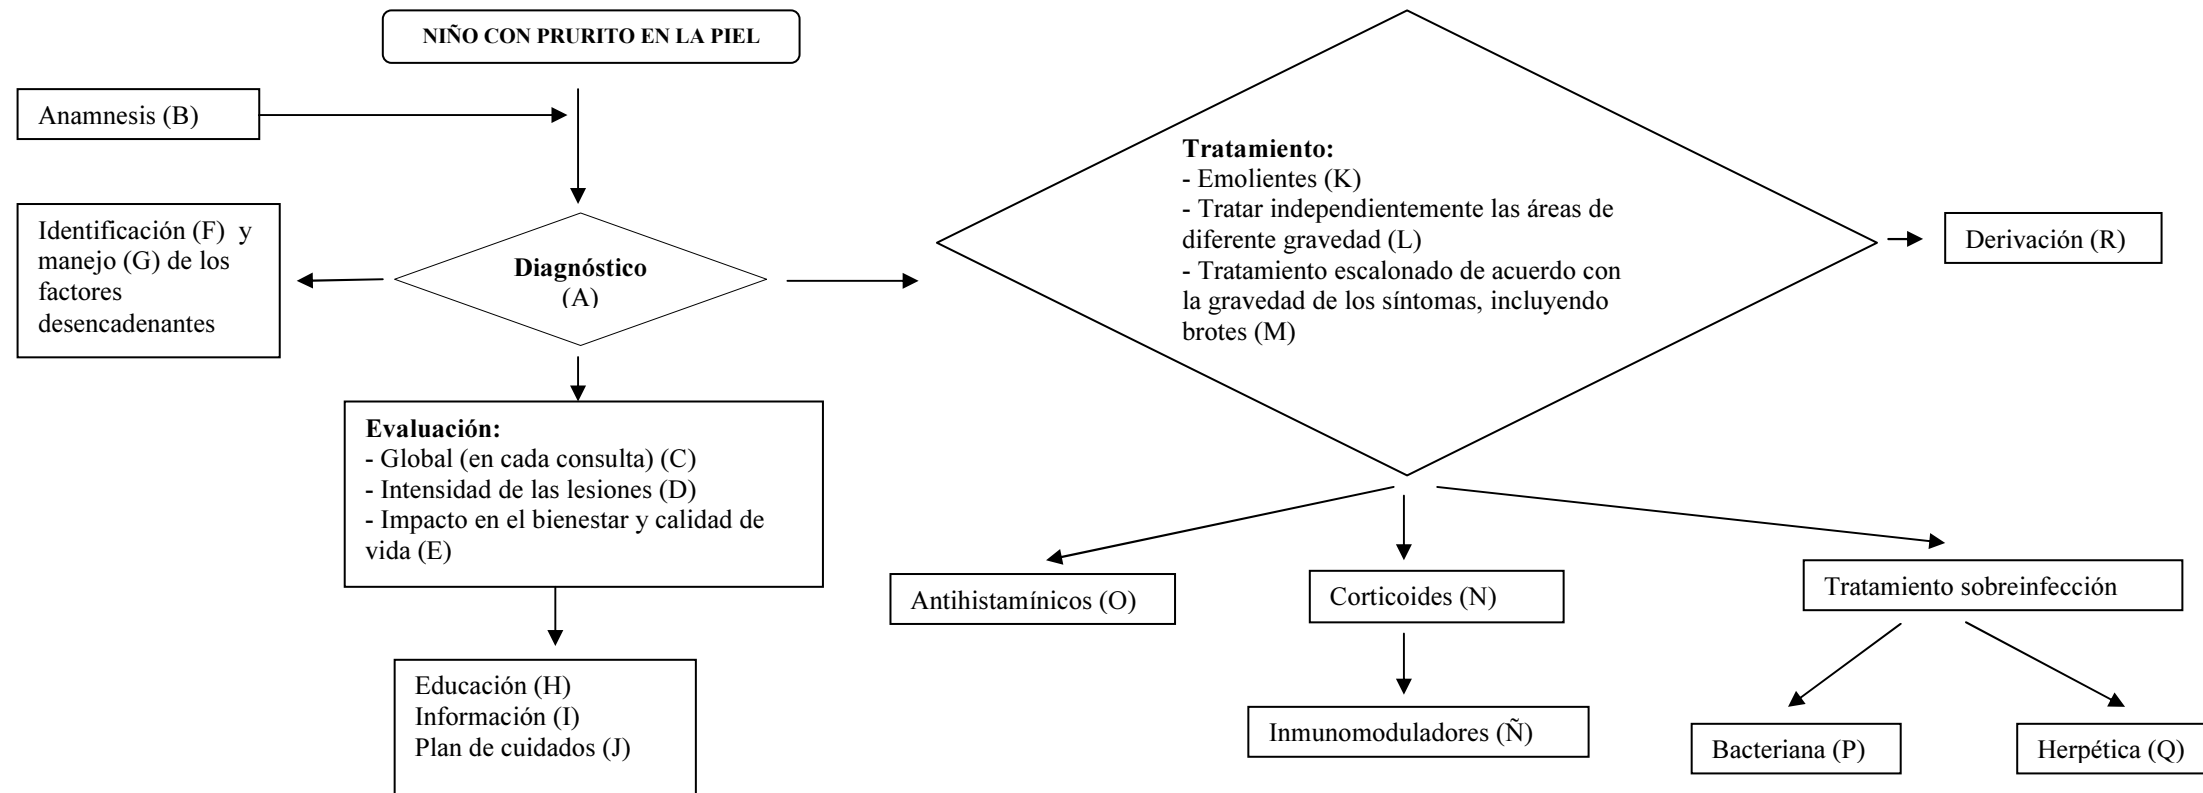 NIÑO CON PRURITO EN LA PIEL
Anamnesis (B)
Identificación (F) y
manejo (G) de los
factores
desencadenantes
Diagnóstico
(A)
Evaluación:
- Global (en cada consulta) (C)
- Intensidad de las lesiones (D)
- Impacto en el bienestar y calidad de
vida (E)
Educación (H)
Información (I)
Plan de cuidados (J)
Tratamiento:
- Emolientes (K)
- Tratar independientemente las áreas de
diferente gravedad (L)
- Tratamiento escalonado de acuerdo con
la gravedad de los síntomas, incluyendo
brotes (M)
Derivación (R)
Antihistamínicos (O)
Corticoides (N)
Inmunomoduladores (Ñ)
Tratamiento sobreinfección
Bacteriana (P)
Herpética (Q)